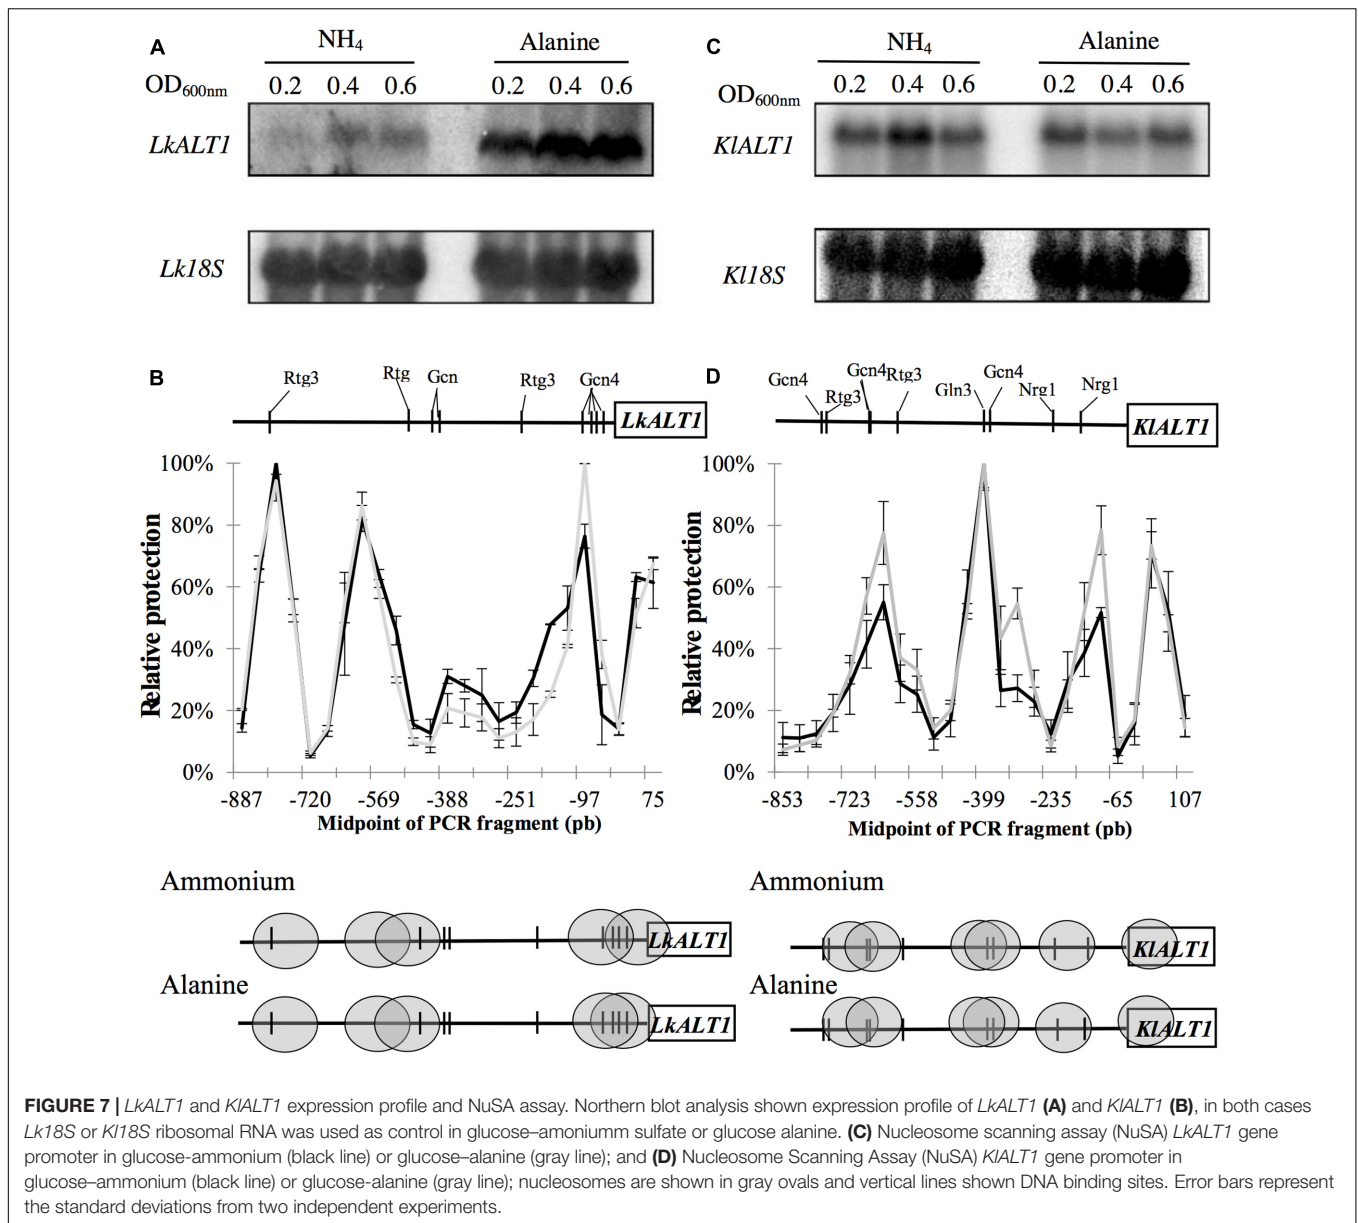 A
NH4
Alanine
OD600nm
0.2 0.4 0.6
0.2 0.4 0.6
LkALT1
Lk18S
C
NH4
Alanine
OD600nm
0.2 0.4 0.6
0.2 0.4 0.6
KlALT1
Kl18S
B
Rtg3
Rtg
Gcn
Rtg3
Gcn4
LkALT1
Relative protection
100%
80%
60%
40%
20%
0%
-887 -720 -569 -388 -251 -97 75
Midpoint of PCR fragment (pb)
D
Gcn4
Rtg3
Gcn4
Rtg3
Gln3
Gcn4
Nrg1
Nrg1
KlALT1
Relative protection
100%
80%
60%
40%
20%
0%
-853 -723 -558 -399 -235 -65 107
Midpoint of PCR fragment (pb)
Ammonium
LkALT1
Alanine
LkALT1
Ammonium
KlALT1
Alanine
KlALT1
FIGURE 7 | LkALT1 and KlALT1 expression profile and NuSA assay. Northern blot analysis shown expression profile of LkALT1 (A) and KlALT1 (B), in both cases
Lk18S or Kl18S ribosomal RNA was used as control in glucose–amoniumm sulfate or glucose alanine. (C) Nucleosome scanning assay (NuSA) LkALT1 gene
promoter in glucose-ammonium (black line) or glucose–alanine (gray line); and (D) Nucleosome Scanning Assay (NuSA) KlALT1 gene promoter in
glucose–ammonium (black line) or glucose-alanine (gray line); nucleosomes are shown in gray ovals and vertical lines shown DNA binding sites. Error bars represent
the standard deviations from two independent experiments.